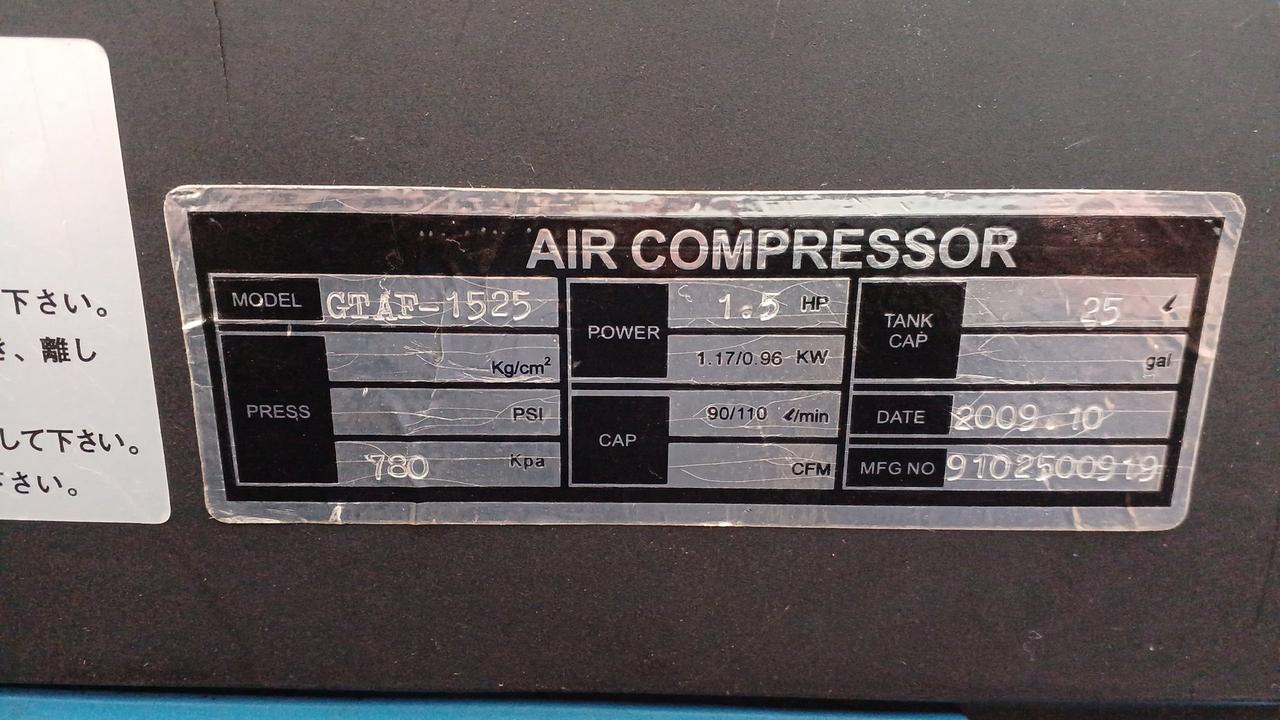 下さい。
き、離し
して下さい。
下さい。
AIR COMPRESSOR
MODEL GTAF-1525
PRESS
Kg/cm²
PSI
780 Kpa
POWER
1.5 HP
1.17/0.96 KW
CAP
90/110 ℓ/min
CFM
TANK CAP
25 ℓ
gal
DATE 2009.10
MFG NO 9102500919